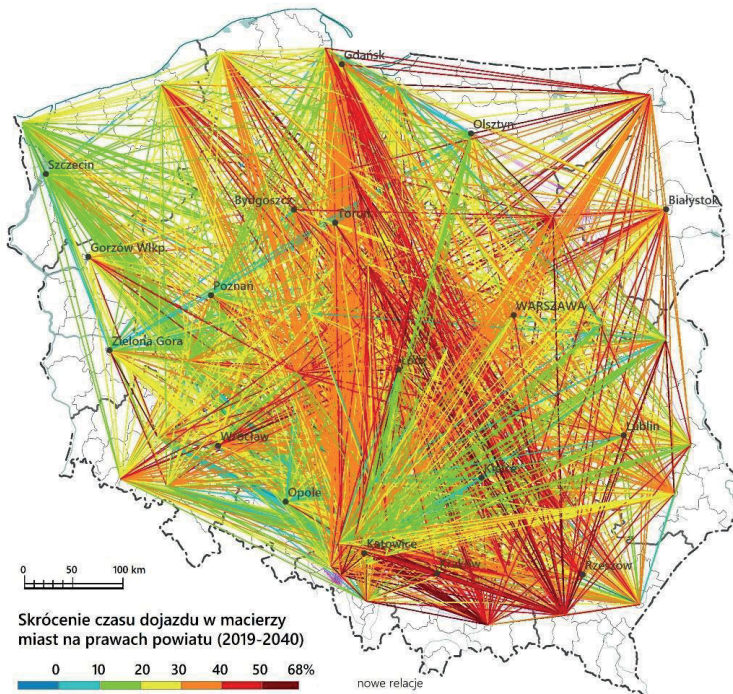 Gdańsk
Olsztyn
Szczecin
Bydgoszcz
Białystok
Toruń
Gorzów Wlkp.
Poznań
WARSZAWA
Zielona Góra
Łódź
Lublin
Wrocław
Kielce
Opole
Katowice
Kraków
Rzeszów
0 50 100 km
Skrócenie czasu dojazdu w macierzy
miast na prawach powiatu (2019-2040)
0 10 20 30 40 50 68%
nowe relacje